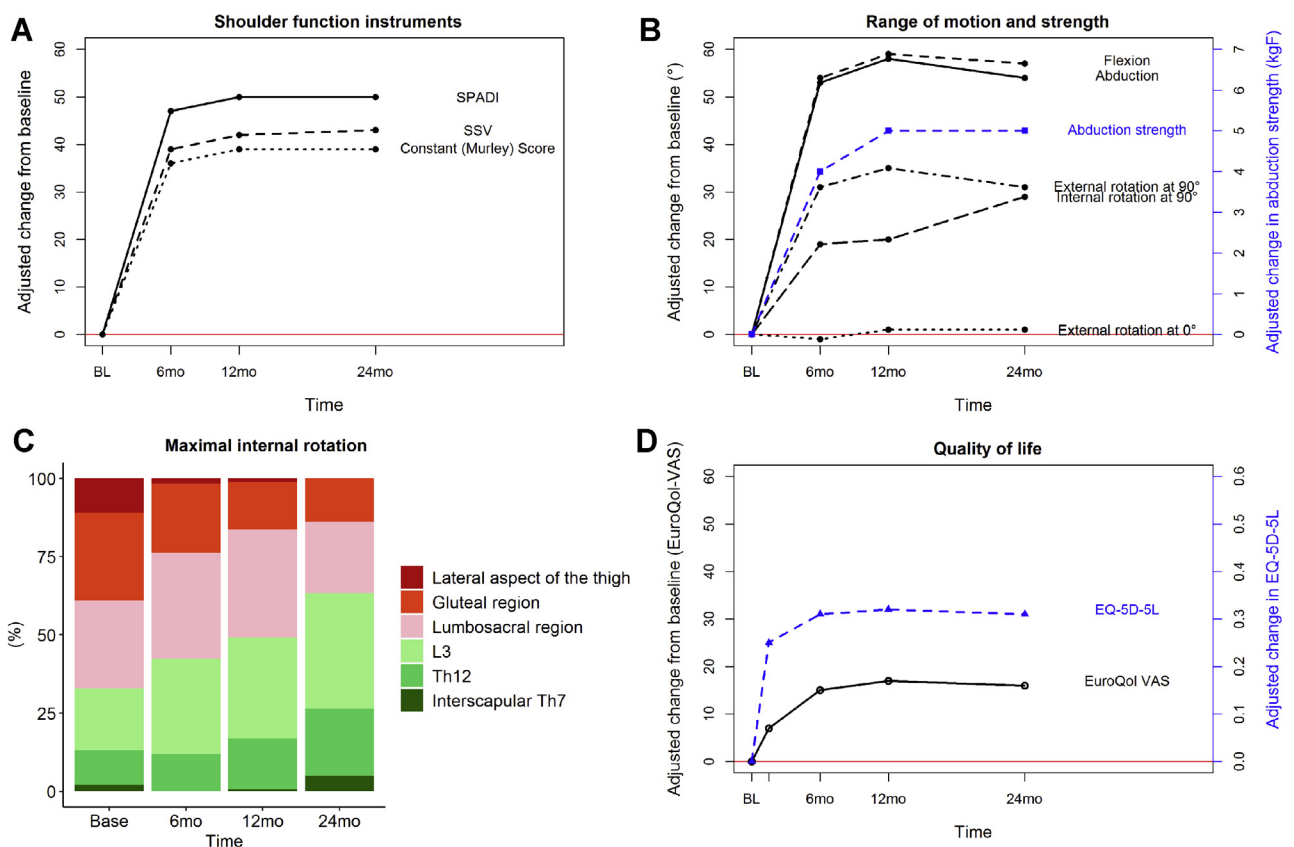 A
Shoulder function instruments
Adjusted change from baseline
60
50
40
30
20
10
0
SPADI
SSV
Constant (Murley) Score
BL
6mo
12mo
24mo
Time
B
Range of motion and strength
Adjusted change from baseline (°)
60
50
40
30
20
10
0
Flexion
Abduction
Abduction strength
External rotation at 90°
Internal rotation at 90°
External rotation at 0°
7
6
5
4
3
2
1
0
Adjusted change in abduction strength (kgF)
BL
6mo
12mo
24mo
Time
C
Maximal internal rotation
(%)
100
75
50
25
0
Base
6mo
12mo
24mo
Time
Lateral aspect of the thigh
Gluteal region
Lumbosacral region
L3
Th12
Interscapular Th7
D
Quality of life
Adjusted change from baseline (EuroQol-VAS)
60
50
40
30
20
10
0
EQ-5D-5L
EuroQol VAS
0.6
0.5
0.4
0.3
0.2
0.1
0.0
Adjusted change in EQ-5D-5L
BL
6mo
12mo
24mo
Time